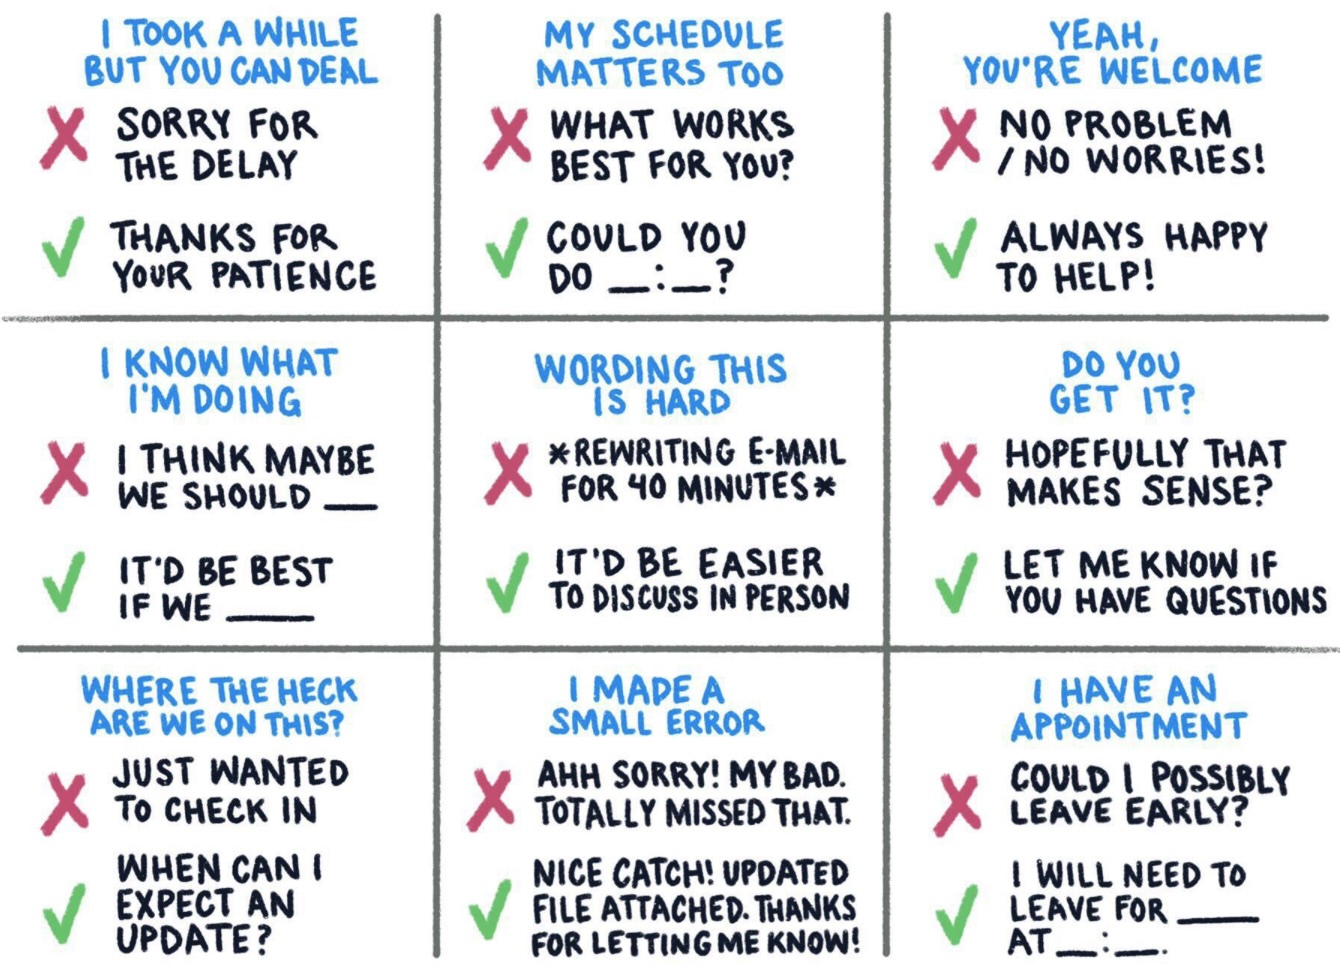 I TOOK A WHILE
BUT YOU CAN DEAL
SORRY FOR
THE DELAY
THANKS FOR
YOUR PATIENCE
MY SCHEDULE
MATTERS TOO
WHAT WORKS
BEST FOR YOU?
COULD YOU
DO __:__?
YEAH,
YOU'RE WELCOME
NO PROBLEM
/NO WORRIES!
ALWAYS HAPPY
TO HELP!
I KNOW WHAT
I'M DOING
I THINK MAYBE
WE SHOULD __
IT'D BE BEST
IF WE ____
WORDING THIS
IS HARD
*REWRITING E-MAIL
FOR 40 MINUTES*
IT'D BE EASIER
TO DISCUSS IN PERSON
DO YOU
GET IT?
HOPEFULLY THAT
MAKES SENSE?
LET ME KNOW IF
YOU HAVE QUESTIONS
WHERE THE HECK
ARE WE ON THIS?
JUST WANTED
TO CHECK IN
WHEN CAN I
EXPECT AN
UPDATE?
I MADE A
SMALL ERROR
AHH SORRY! MY BAD.
TOTALLY MISSED THAT.
NICE CATCH! UPDATED
FILE ATTACHED. THANKS
FOR LETTING ME KNOW!
I HAVE AN
APPOINTMENT
COULD I POSSIBLY
LEAVE EARLY?
I WILL NEED TO
LEAVE FOR ____
AT __:__.